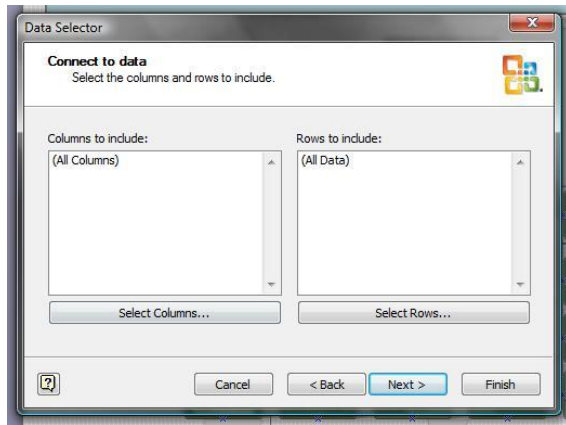 Data Selector
Connect to data
Select the columns and rows to include.
Columns to include:
Rows to include:
(All Columns)
(All Data)
Select Columns...
Select Rows...
Cancel
< Back
Next >
Finish